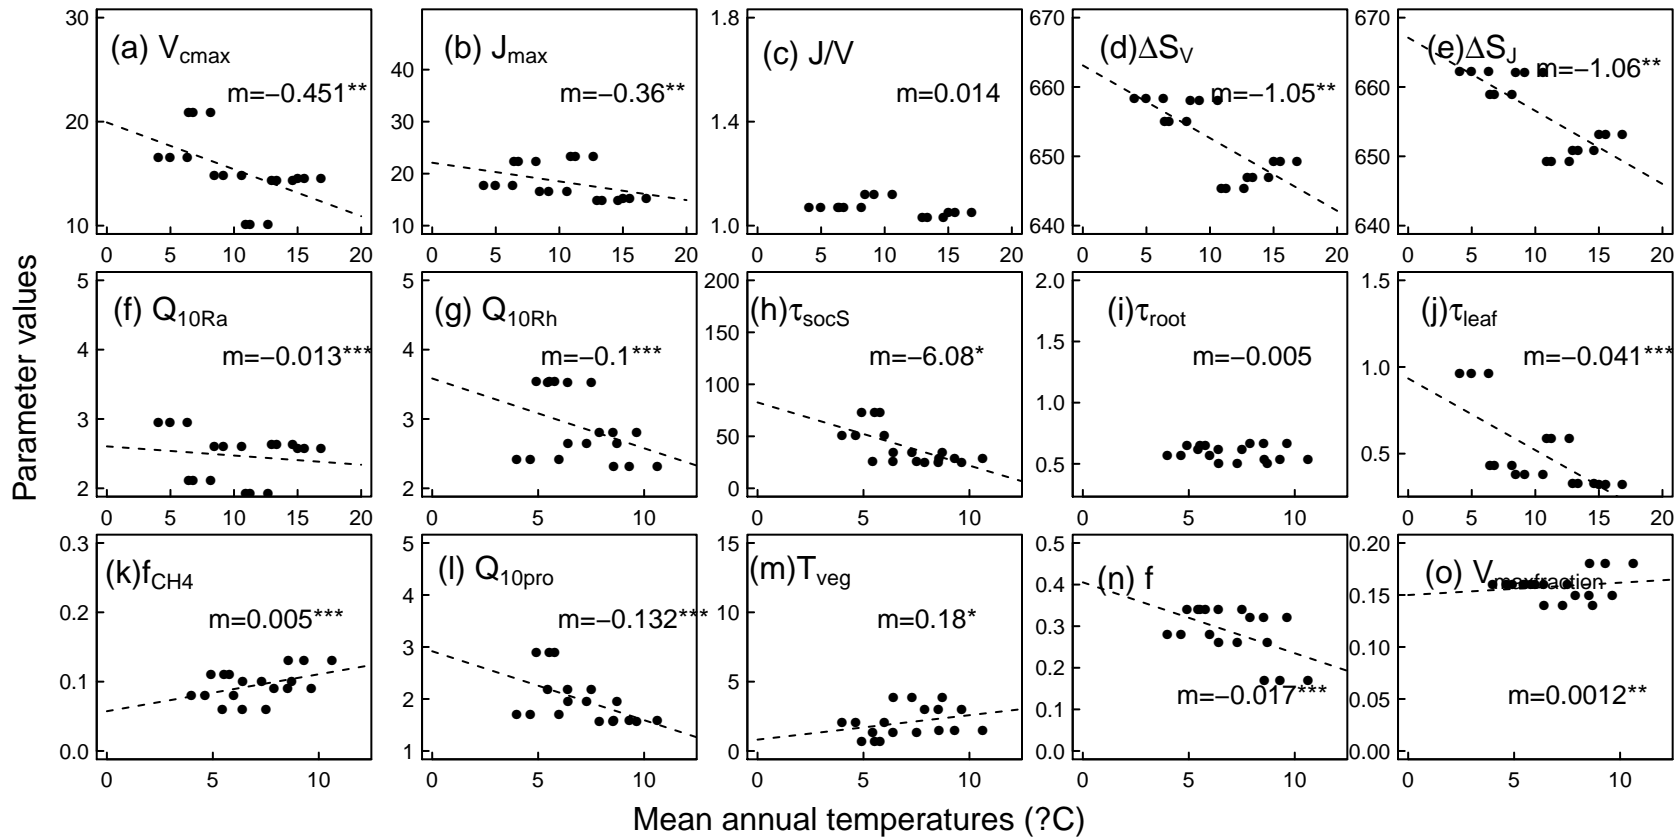 Parameter values
(a) Vcmax
m=−0.451**
30
20
10
0 5 10 15 20
(b) Jmax
m=−0.36**
40
30
20
10
0 5 10 15 20
(c) J/V
m=0.014
1.8
1.4
1.0
0 5 10 15 20
(d)ΔSV
m=−1.05**
670
660
650
640
0 5 10 15 20
(e)ΔSJ
m=−1.06**
670
660
650
640
0 5 10 15 20
(f) Q10Ra
m=−0.013***
5
4
3
2
0 5 10 15 20
(g) Q10Rh
m=−0.1***
5
4
3
2
0 5 10
(h)τsocS
m=−6.08*
200
150
100
50
0
0 5 10
(i)τroot
m=−0.005
2.0
1.5
1.0
0.5
0 5 10
(j)τleaf
m=−0.041***
1.5
1.0
0.5
0 5 10 15 20
(k)fCH4
m=0.005***
0.3
0.2
0.1
0.0
0 5 10
(l) Q10pro
m=−0.132***
5
4
3
2
1
0 5 10
(m)Tveg
m=0.18*
15
10
5
0
0 5 10
(n) f
m=−0.017***
0.5
0.4
0.3
0.2
0.1
0.0
0 5 10
(o) Vmaxfraction
m=0.0012**
0.20
0.15
0.10
0.05
0.00
0 5 10
Mean annual temperatures (?C)